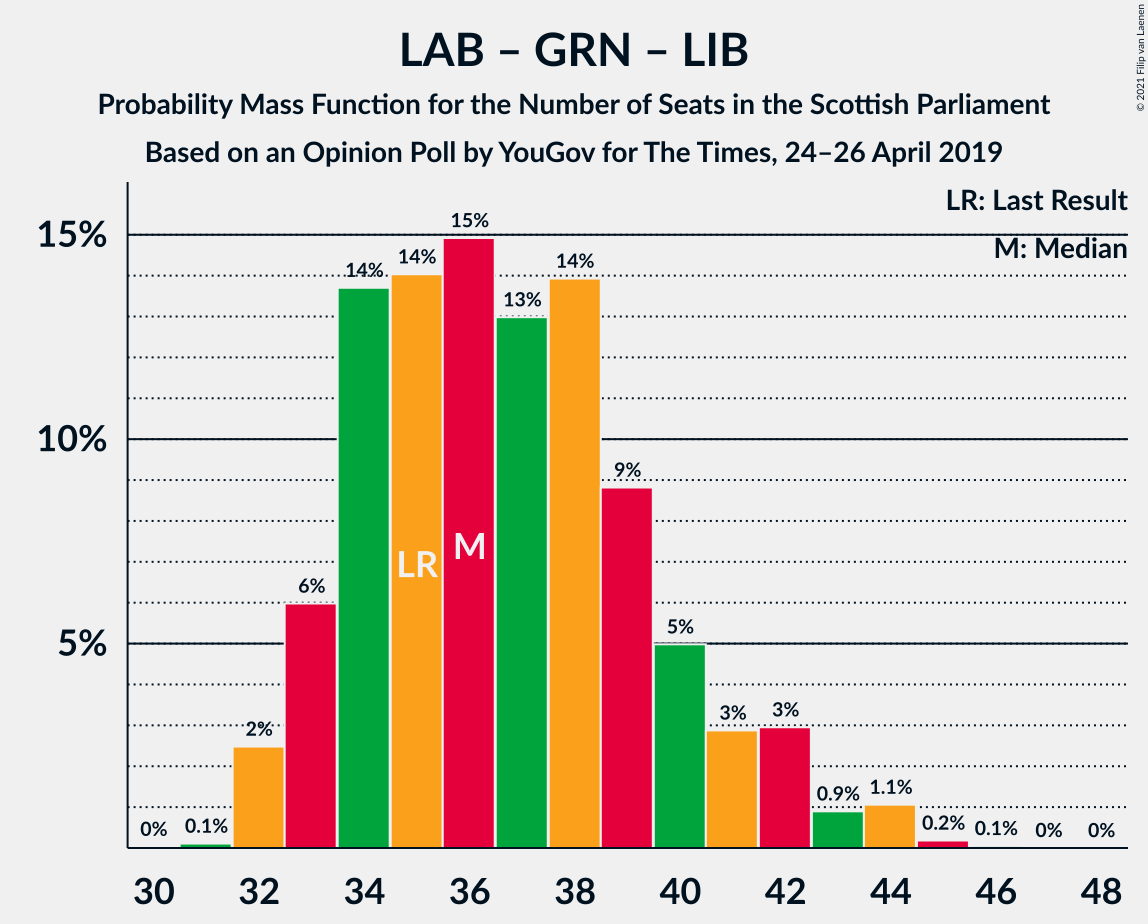 LAB – GRN – LIB
Probability Mass Function for the Number of Seats in the Scottish Parliament
Based on an Opinion Poll by YouGov for The Times, 24–26 April 2019
© 2021 Filip van Laenen
LR: Last Result
M: Median
15%
10%
5%
0%
0.1%
2%
6%
14%
14%
15%
13%
14%
9%
5%
3%
3%
0.9%
1.1%
0.2%
0.1%
0%
0%
LR
M
30 32 34 36 38 40 42 44 46 48